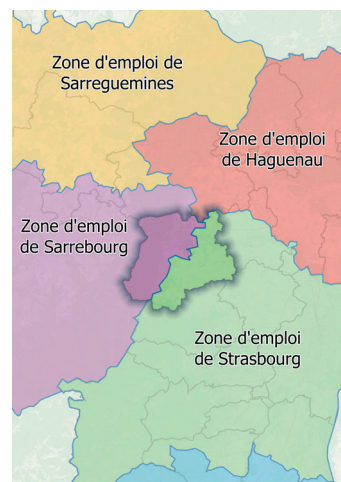 Zone d'emploi de
Sarreguemines
Zone d'emploi
de Haguenau
Zone d'emploi
de Sarrebourg
Zone d'emploi
de Strasbourg